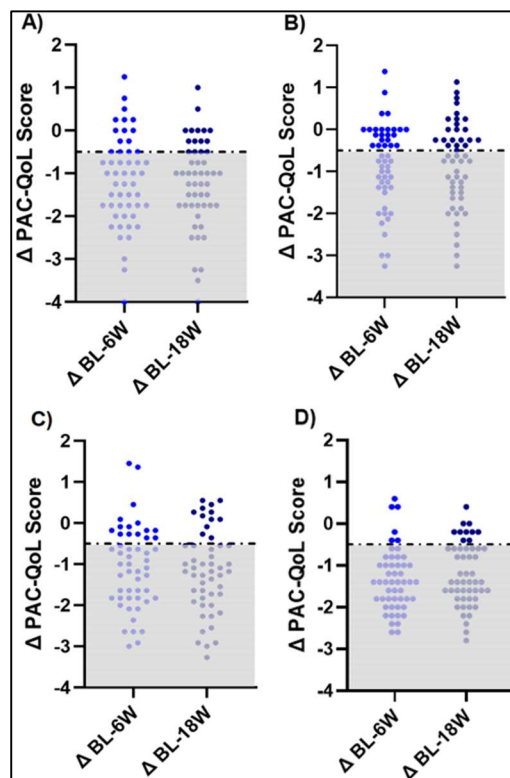 A)
Δ PAC-QoL Score
2
1
0
-1
-2
-3
-4
Δ BL-6W
Δ BL-18W
B)
Δ PAC-QoL Score
2
1
0
-1
-2
-3
-4
Δ BL-6W
Δ BL-18W
C)
Δ PAC-QoL Score
2
1
0
-1
-2
-3
-4
Δ BL-6W
Δ BL-18W
D)
Δ PAC-QoL Score
2
1
0
-1
-2
-3
-4
Δ BL-6W
Δ BL-18W